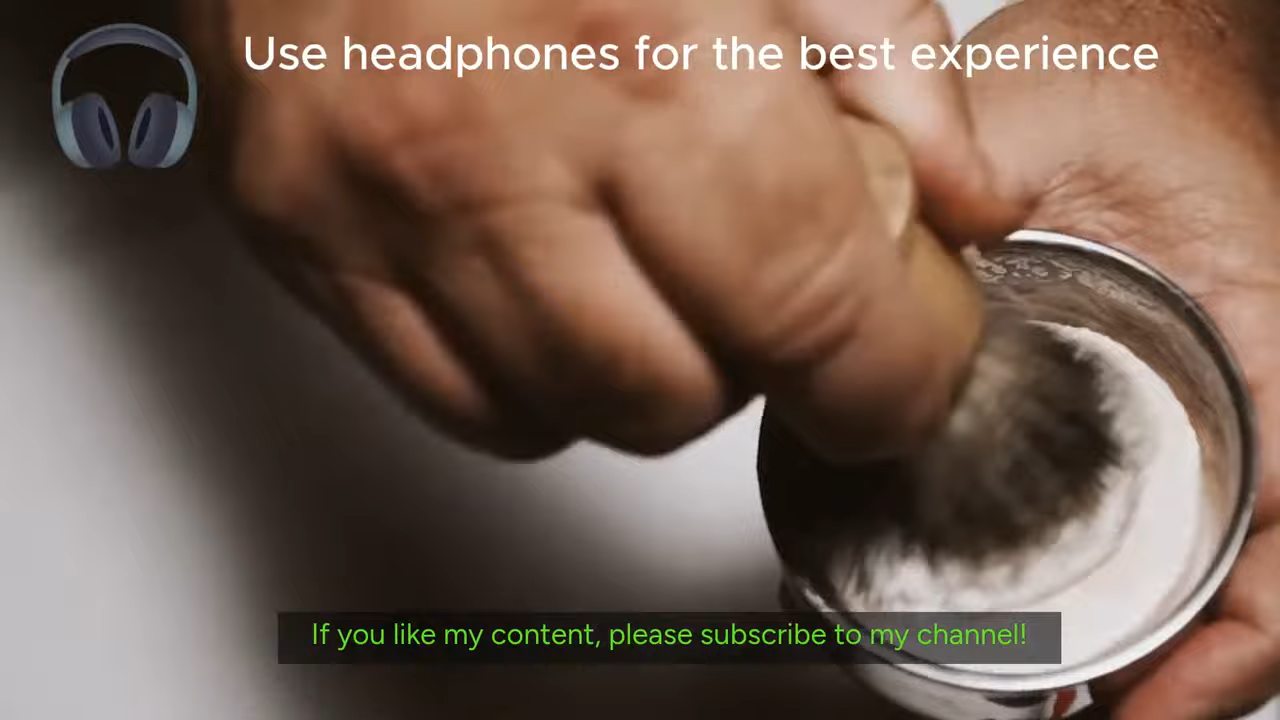 Use headphones for the best experience
If you like my content, please subscribe to my channel!